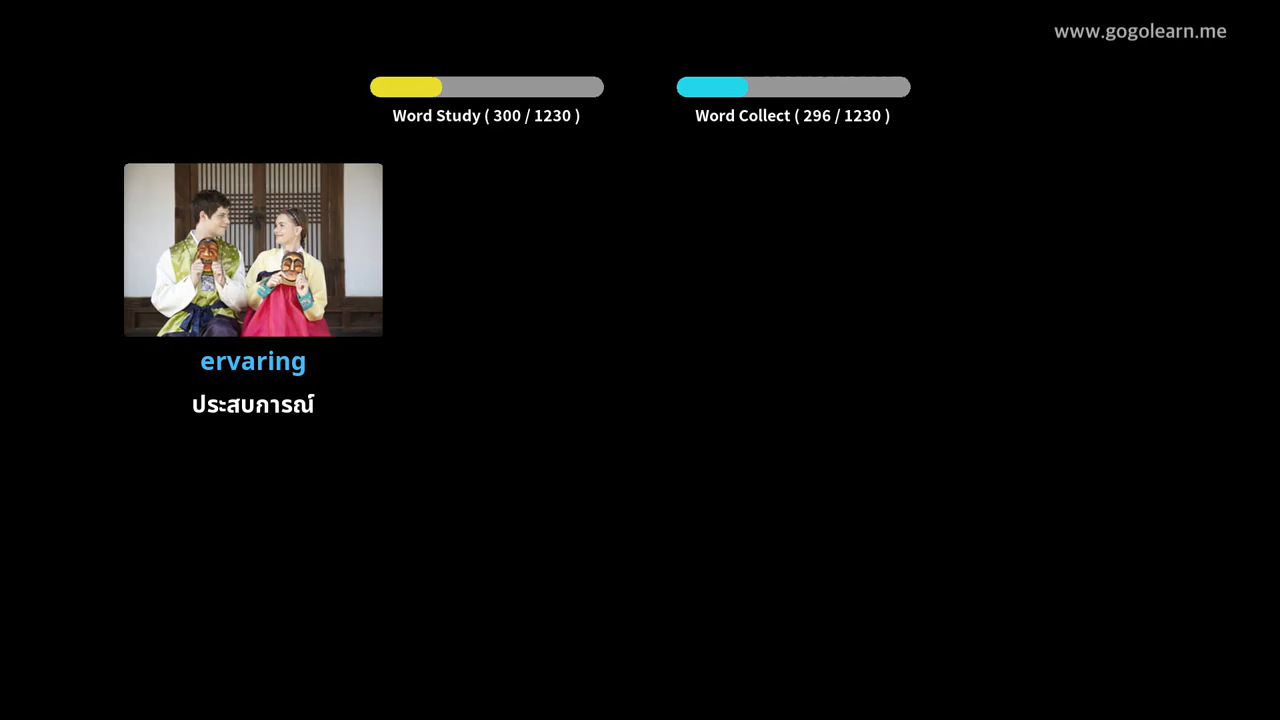 www.gogolearn.me
Word Study ( 300 / 1230 )
Word Collect ( 296 / 1230 )
ervaring
ประสบการณ์